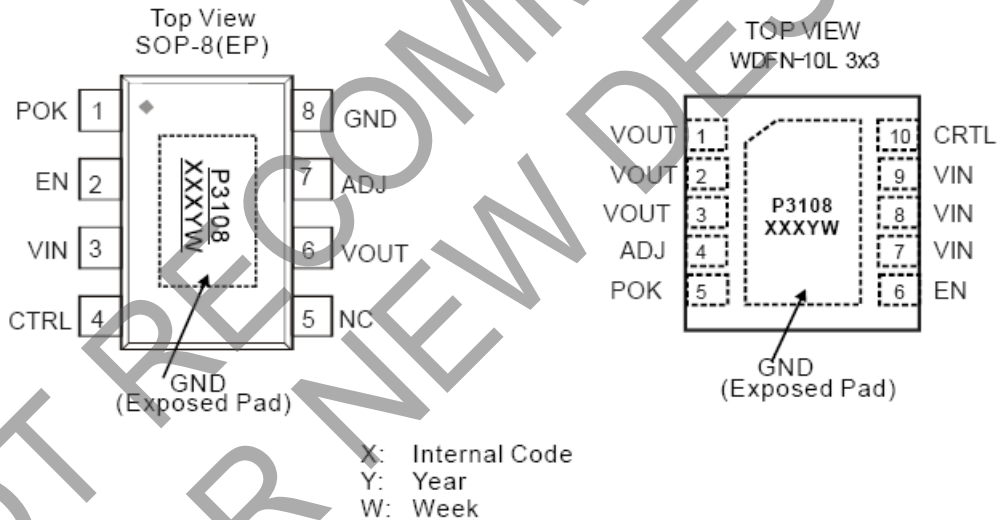 Top View
SOP-8(EP)
POK 1
EN 2
VIN 3
CTRL 4
8 GND
7 ADJ
6 VOUT
5 NC
P3108
XXXYW
GND
(Exposed Pad)
TOP VIEW
WDFN-10L 3x3
VOUT 1
VOUT 2
VOUT 3
ADJ 4
POK 5
10 CRTL
9 VIN
8 VIN
7 VIN
6 EN
P3108
XXXYW
GND
(Exposed Pad)
X: Internal Code
Y: Year
W: Week